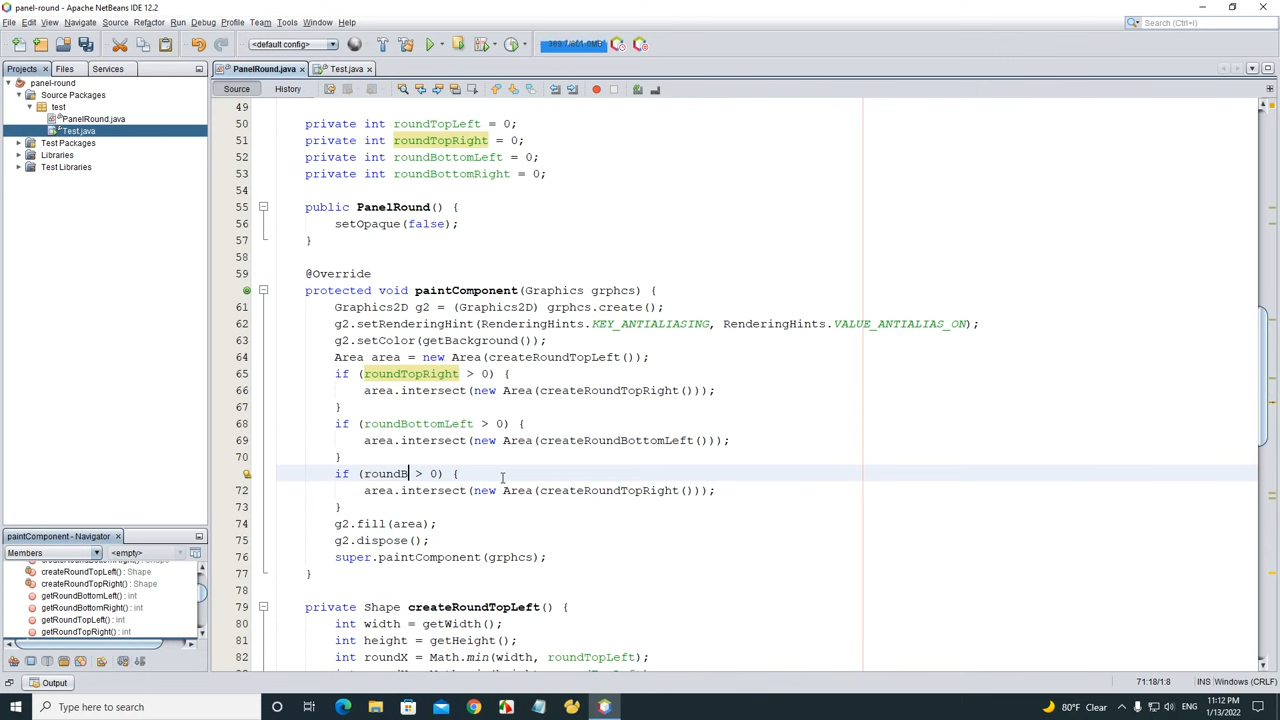 panel-round - Apache NetBeans IDE 12.2
File Edit View Navigate Source Refactor Run Debug Profile Team Tools Window Help
Search (Ctrl+I)
<default config>
Projects Files Services
PanelRound.java Test.java
Source History
panel-round
Source Packages
test
PanelRound.java
Test.java
Test Packages
Libraries
Test Libraries
49
50 private int roundTopLeft = 0;
51 private int roundTopRight = 0;
52 private int roundBottomLeft = 0;
53 private int roundBottomRight = 0;
54
55 public PanelRound() {
56 setOpaque(false);
57 }
58
59 @Override
protected void paintComponent(Graphics grphcs) {
61 Graphics2D g2 = (Graphics2D) grphcs.create();
62 g2.setRenderingHint(RenderingHints.KEY_ANTIALIASING, RenderingHints.VALUE_ANTIALIAS_ON);
63 g2.setColor(getBackground());
64 Area area = new Area(createRoundTopLeft());
65 if (roundTopRight > 0) {
66 area.intersect(new Area(createRoundTopRight()));
67 }
68 if (roundBottomLeft > 0) {
69 area.intersect(new Area(createRoundBottomLeft()));
70 }
if (roundB > 0) {
72 area.intersect(new Area(createRoundTopRight()));
73 }
74 g2.fill(area);
75 g2.dispose();
76 super.paintComponent(grphcs);
77 }
78
79 private Shape createRoundTopLeft() {
80 int width = getWidth();
81 int height = getHeight();
82 int roundX = Math.min(width, roundTopLeft);
paintComponent - Navigator
Members <empty>
createRoundTopLeft() : Shape
createRoundTopRight() : Shape
getRoundBottomLeft() : int
getRoundBottomRight() : int
getRoundTopLeft() : int
getRoundTopRight() : int
Output
71:18/1:8 INS Windows (CRLF)
Type here to search
80°F Clear
ENG
11:12 PM
1/13/2022